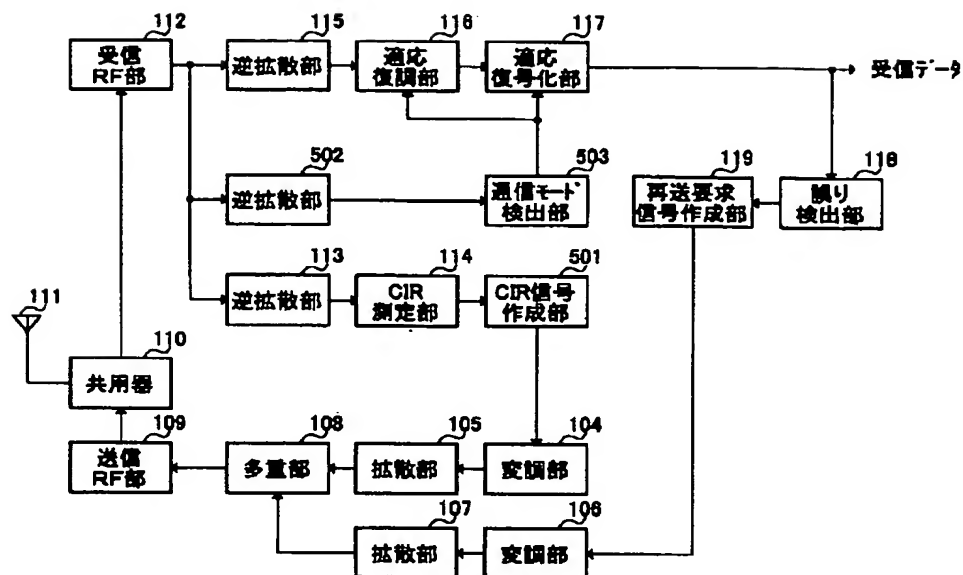 112
受信
RF部
115
逆拡散部
116
適応
復調部
117
適応
復号化部
受信データ
502
逆拡散部
503
通信モード
検出部
119
再送要求
信号作成部
118
誤り
検出部
113
逆拡散部
114
CIR
測定部
501
CIR信号
作成部
111
110
共用器
109
送信
RF部
108
多重部
105
拡散部
104
変調部
107
拡散部
106
変調部